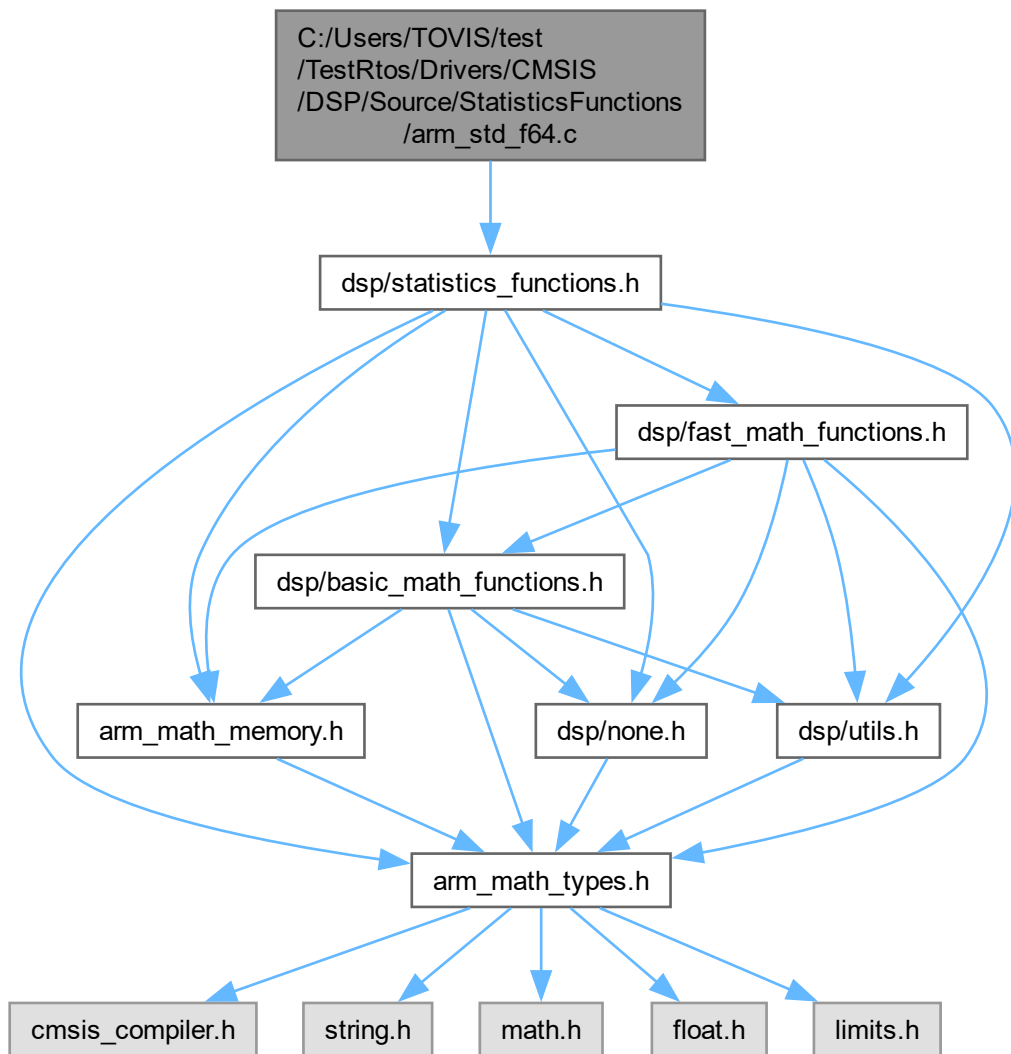 C:/Users/TOVIS/test
/TestRtos/Drivers/CMSIS
/DSP/Source/StatisticsFunctions
/arm_std_f64.c
dsp/statistics_functions.h
dsp/fast_math_functions.h
dsp/basic_math_functions.h
arm_math_memory.h
dsp/none.h
dsp/utils.h
arm_math_types.h
cmsis_compiler.h
string.h
math.h
float.h
limits.h